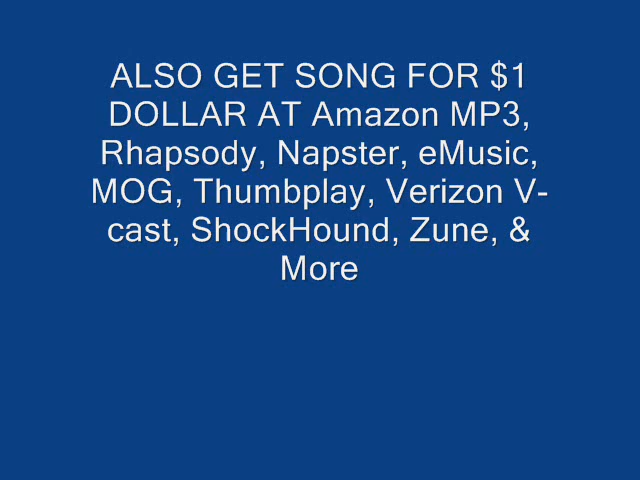 ALSO GET SONG FOR $1
DOLLAR AT Amazon MP3,
Rhapsody, Napster, eMusic,
MOG, Thumbplay, Verizon V-
cast, ShockHound, Zune, &
More